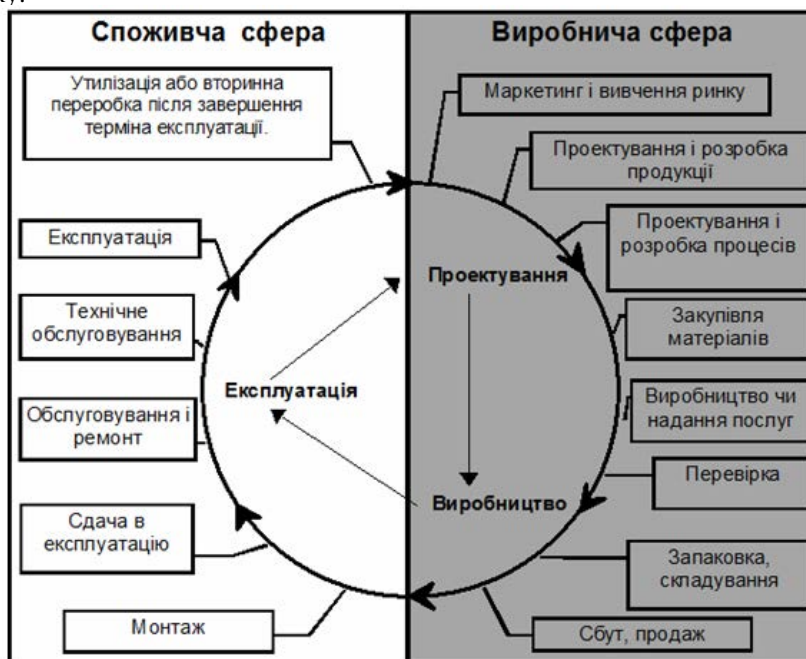 Споживча сфера
Виробнича сфера
Утилізація або вторинна
переробка після завершення
терміна експлуатації.
Експлуатація
Технічне
обслуговування
Обслуговування і
ремонт
Сдача в
експлуатацію
Монтаж
Маркетинг і вивчення ринку
Проектування і розробка
продукції
Проектування і
розробка процесів
Закупівля
матеріалів
Виробництво чи
надання послуг
Перевірка
Запаковка,
складування
Сбут, продаж
Проектування
Експлуатація
Виробництво